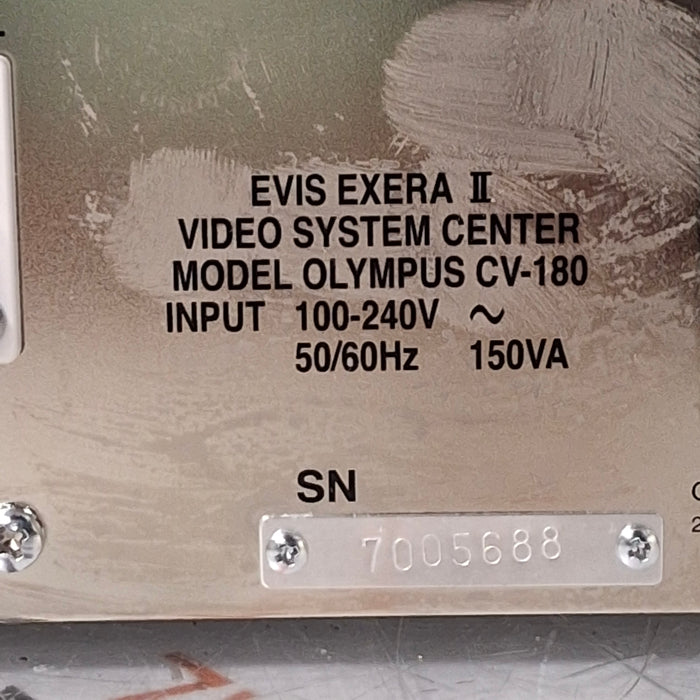 EVIS EXERA II
VIDEO SYSTEM CENTER
MODEL OLYMPUS CV-180
INPUT 100-240V ~
50/60Hz 150VA
SN
7005688